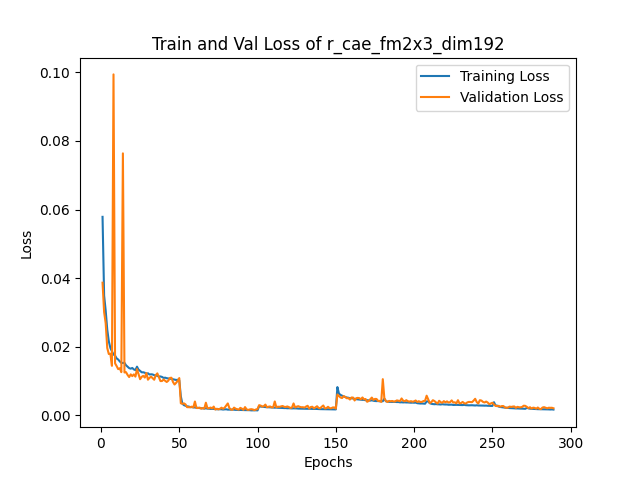 Train and Val Loss of r_cae_fm2x3_dim192
Training Loss
Validation Loss
0.10
0.08
0.06
0.04
0.02
0.00
Loss
0 50 100 150 200 250 300
Epochs